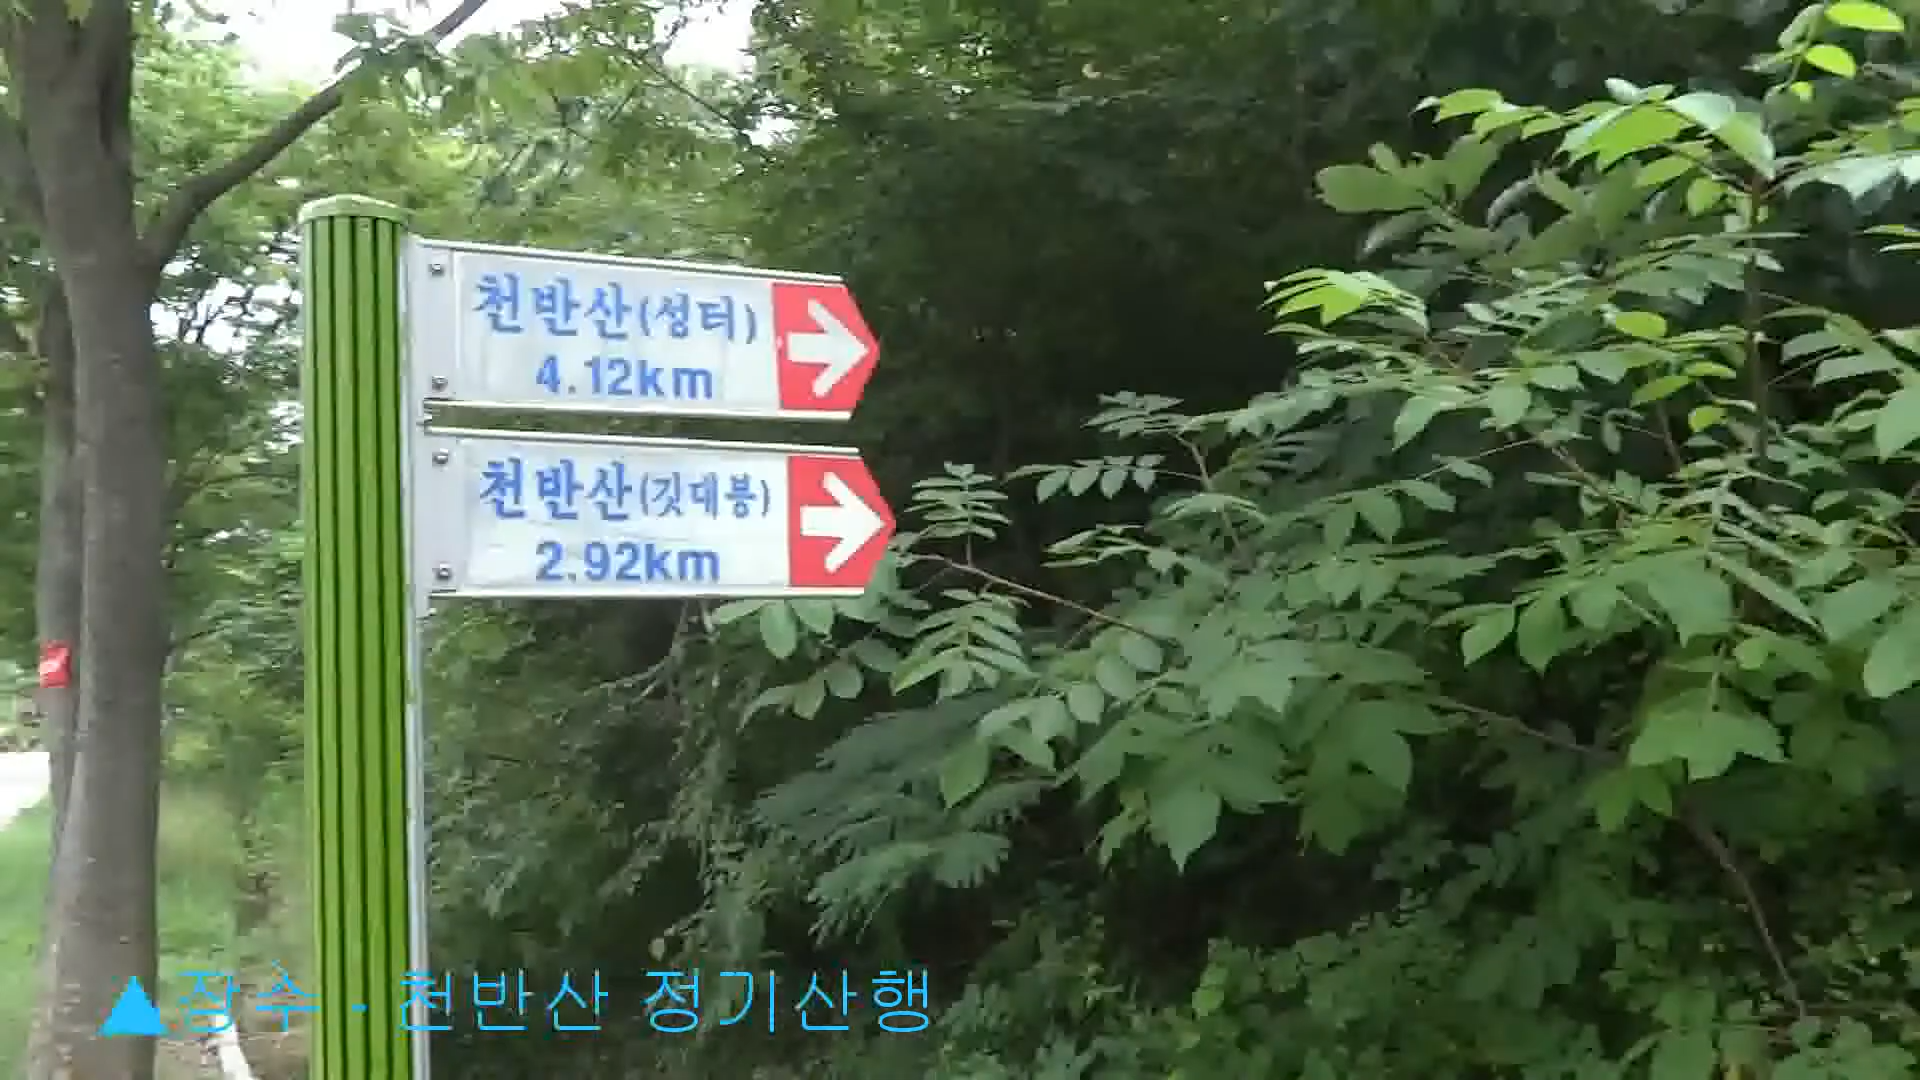 천반산(성터)
4.12km
천반산(깃대봉)
2.92km
▲장수 - 천반산 정기산행